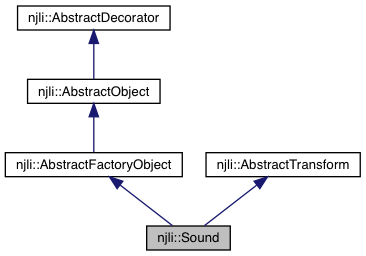 njli::AbstractDecorator
njli::AbstractObject
njli::AbstractFactoryObject
njli::AbstractTransform
njli::Sound